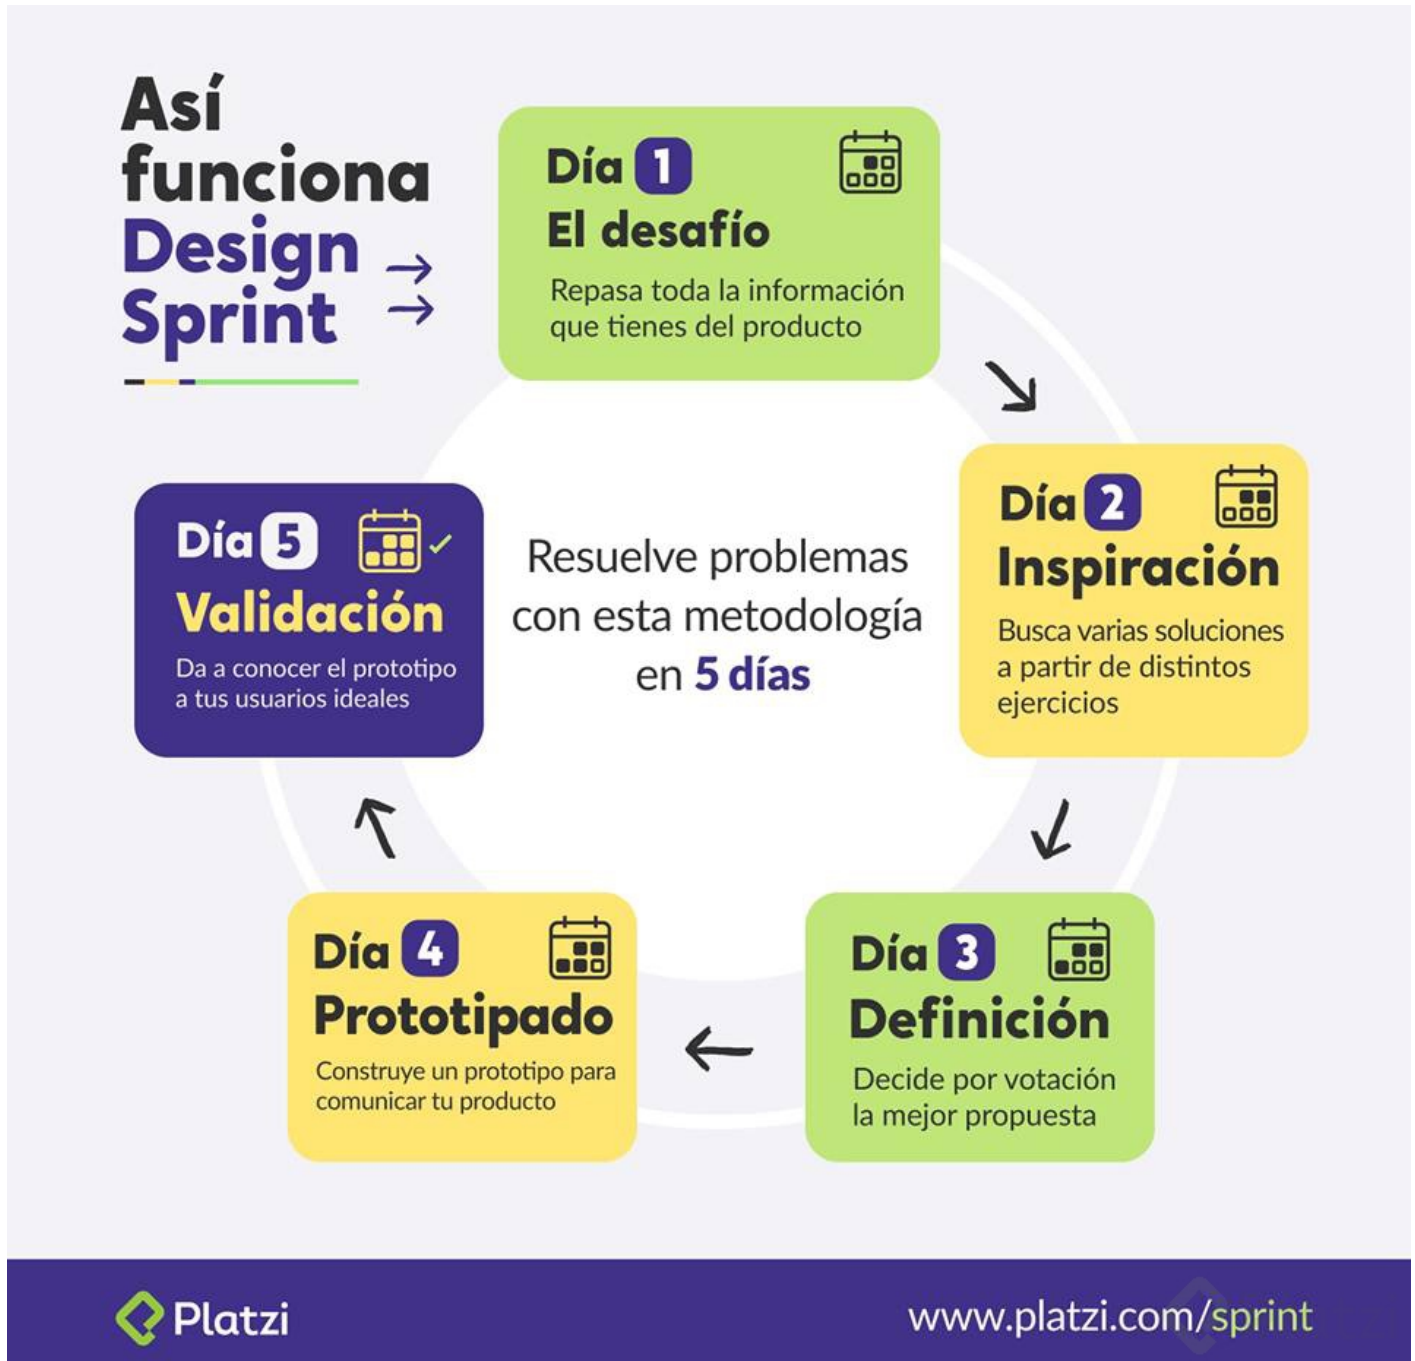 Así
funciona
Design
Sprint
Día 1
El desafío
Repasa toda la información
que tienes del producto
Día 2
Inspiración
Busca varias soluciones
a partir de distintos
ejercicios
Día 3
Definición
Decide por votación
la mejor propuesta
Día 4
Prototipado
Construye un prototipo para
comunicar tu producto
Día 5
Validación
Da a conocer el prototipo
a tus usuarios ideales
Resuelve problemas
con esta metodología
en 5 días
Platzi
www.platzi.com/sprint